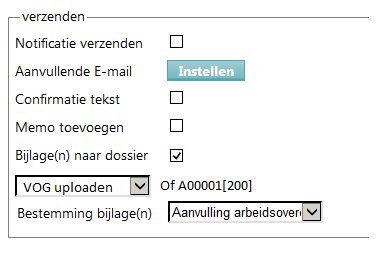 verzenden
Notificatie verzenden
Aanvullende E-mail Instellen
Confirmatie tekst
Memo toevoegen
Bijlage(n) naar dossier
VOG uploaden Of A00001[200]
Bestemming bijlage(n) Aanvulling arbeidsover